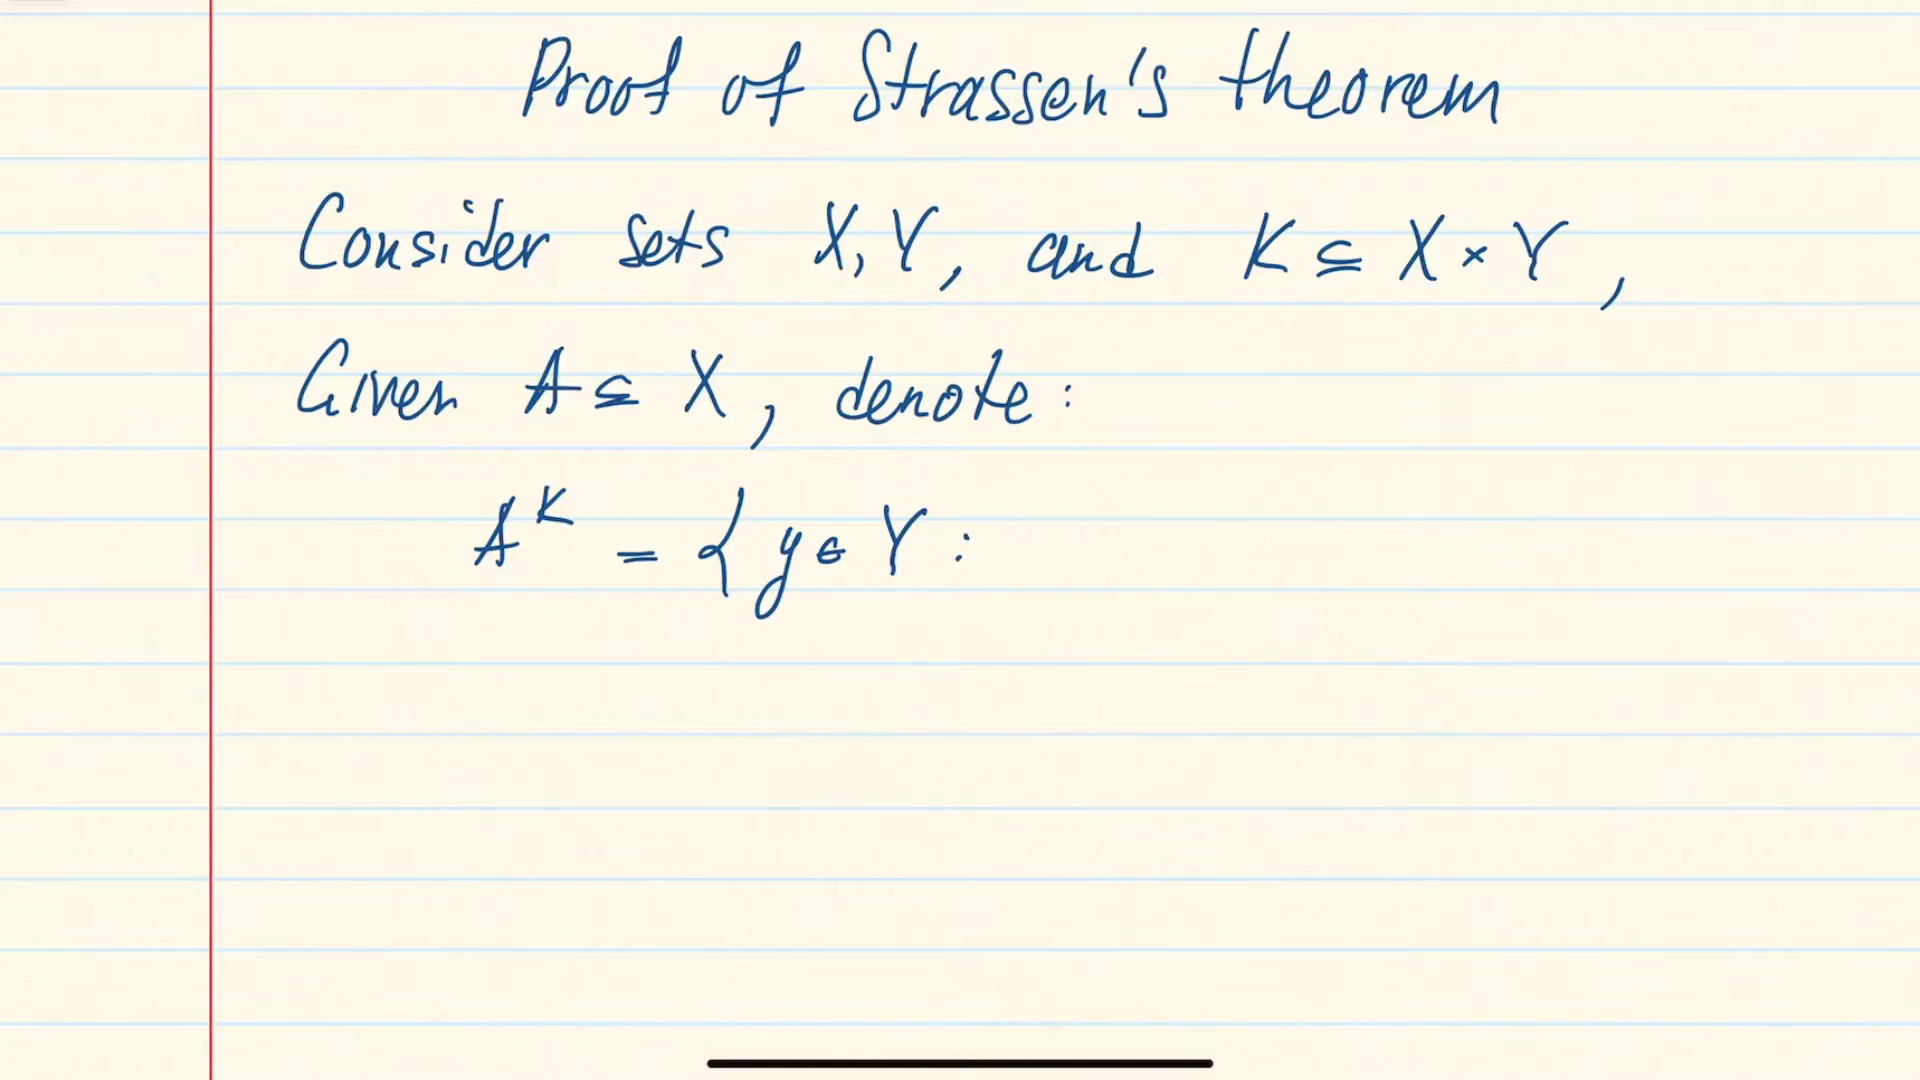 Proof of Strassen's theorem
Consider sets X, Y, and K ⊆ X × Y,
Given A ⊆ X, denote:
A^K = { y ∈ Y :